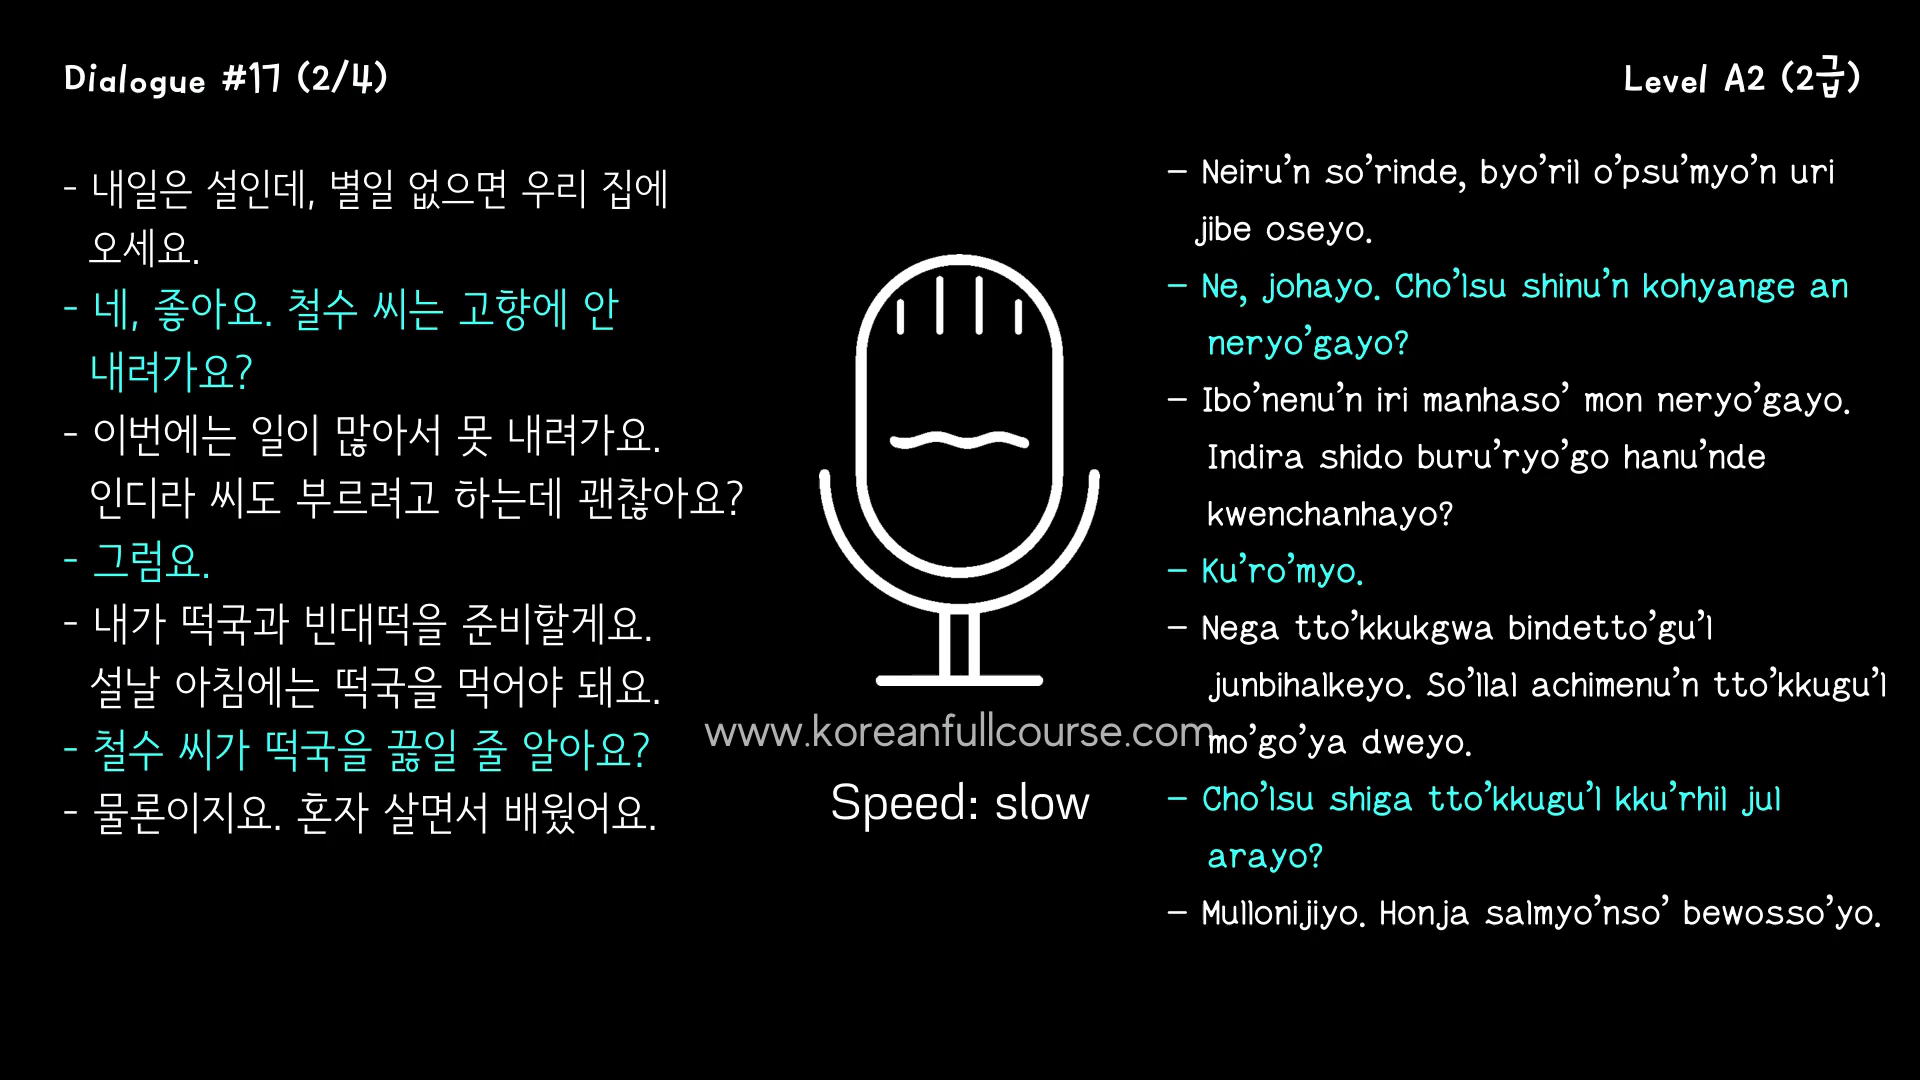 Dialogue #17 (2/4)
Level A2 (2급)
- 내일은 설인데, 별일 없으면 우리 집에
오세요.
- 네, 좋아요. 철수 씨는 고향에 안
내려가요?
- 이번에는 일이 많아서 못 내려가요.
인디라 씨도 부르려고 하는데 괜찮아요?
- 그럼요.
- 내가 떡국과 빈대떡을 준비할게요.
설날 아침에는 떡국을 먹어야 돼요.
- 철수 씨가 떡국을 끓일 줄 알아요?
- 물론이지요. 혼자 살면서 배웠어요.
www.koreanfullcourse.com
Speed: slow
– Neiru’n so’rinde, byo’ril o’psu’myo’n uri
jibe oseyo.
– Ne, johayo. Cho’lsu shinu’n kohyange an
neryo’gayo?
– Ibo’nenu’n iri manhaso’ mon neryo’gayo.
Indira shido buru’ryo’go hanu’nde
kwenchanhayo?
– Ku’ro’myo.
– Nega tto’kkukgwa bindetto’gu’l
junbihalkeyo. So’llal achimenu’n tto’kkugu’l
mo’go’ya dweyo.
– Cho’lsu shiga tto’kkugu’l kku’rhil jul
arayo?
– Mullonijiyo. Honja salmyo’nso’ bewosso’yo.